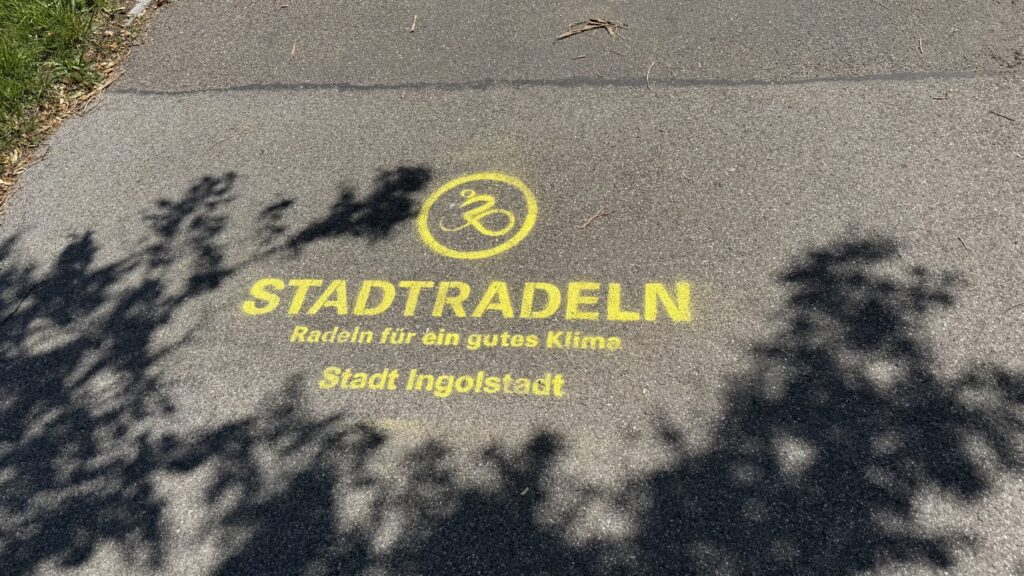 STADTRADELN
Radeln für ein gutes Klima
Stadt Ingolstadt